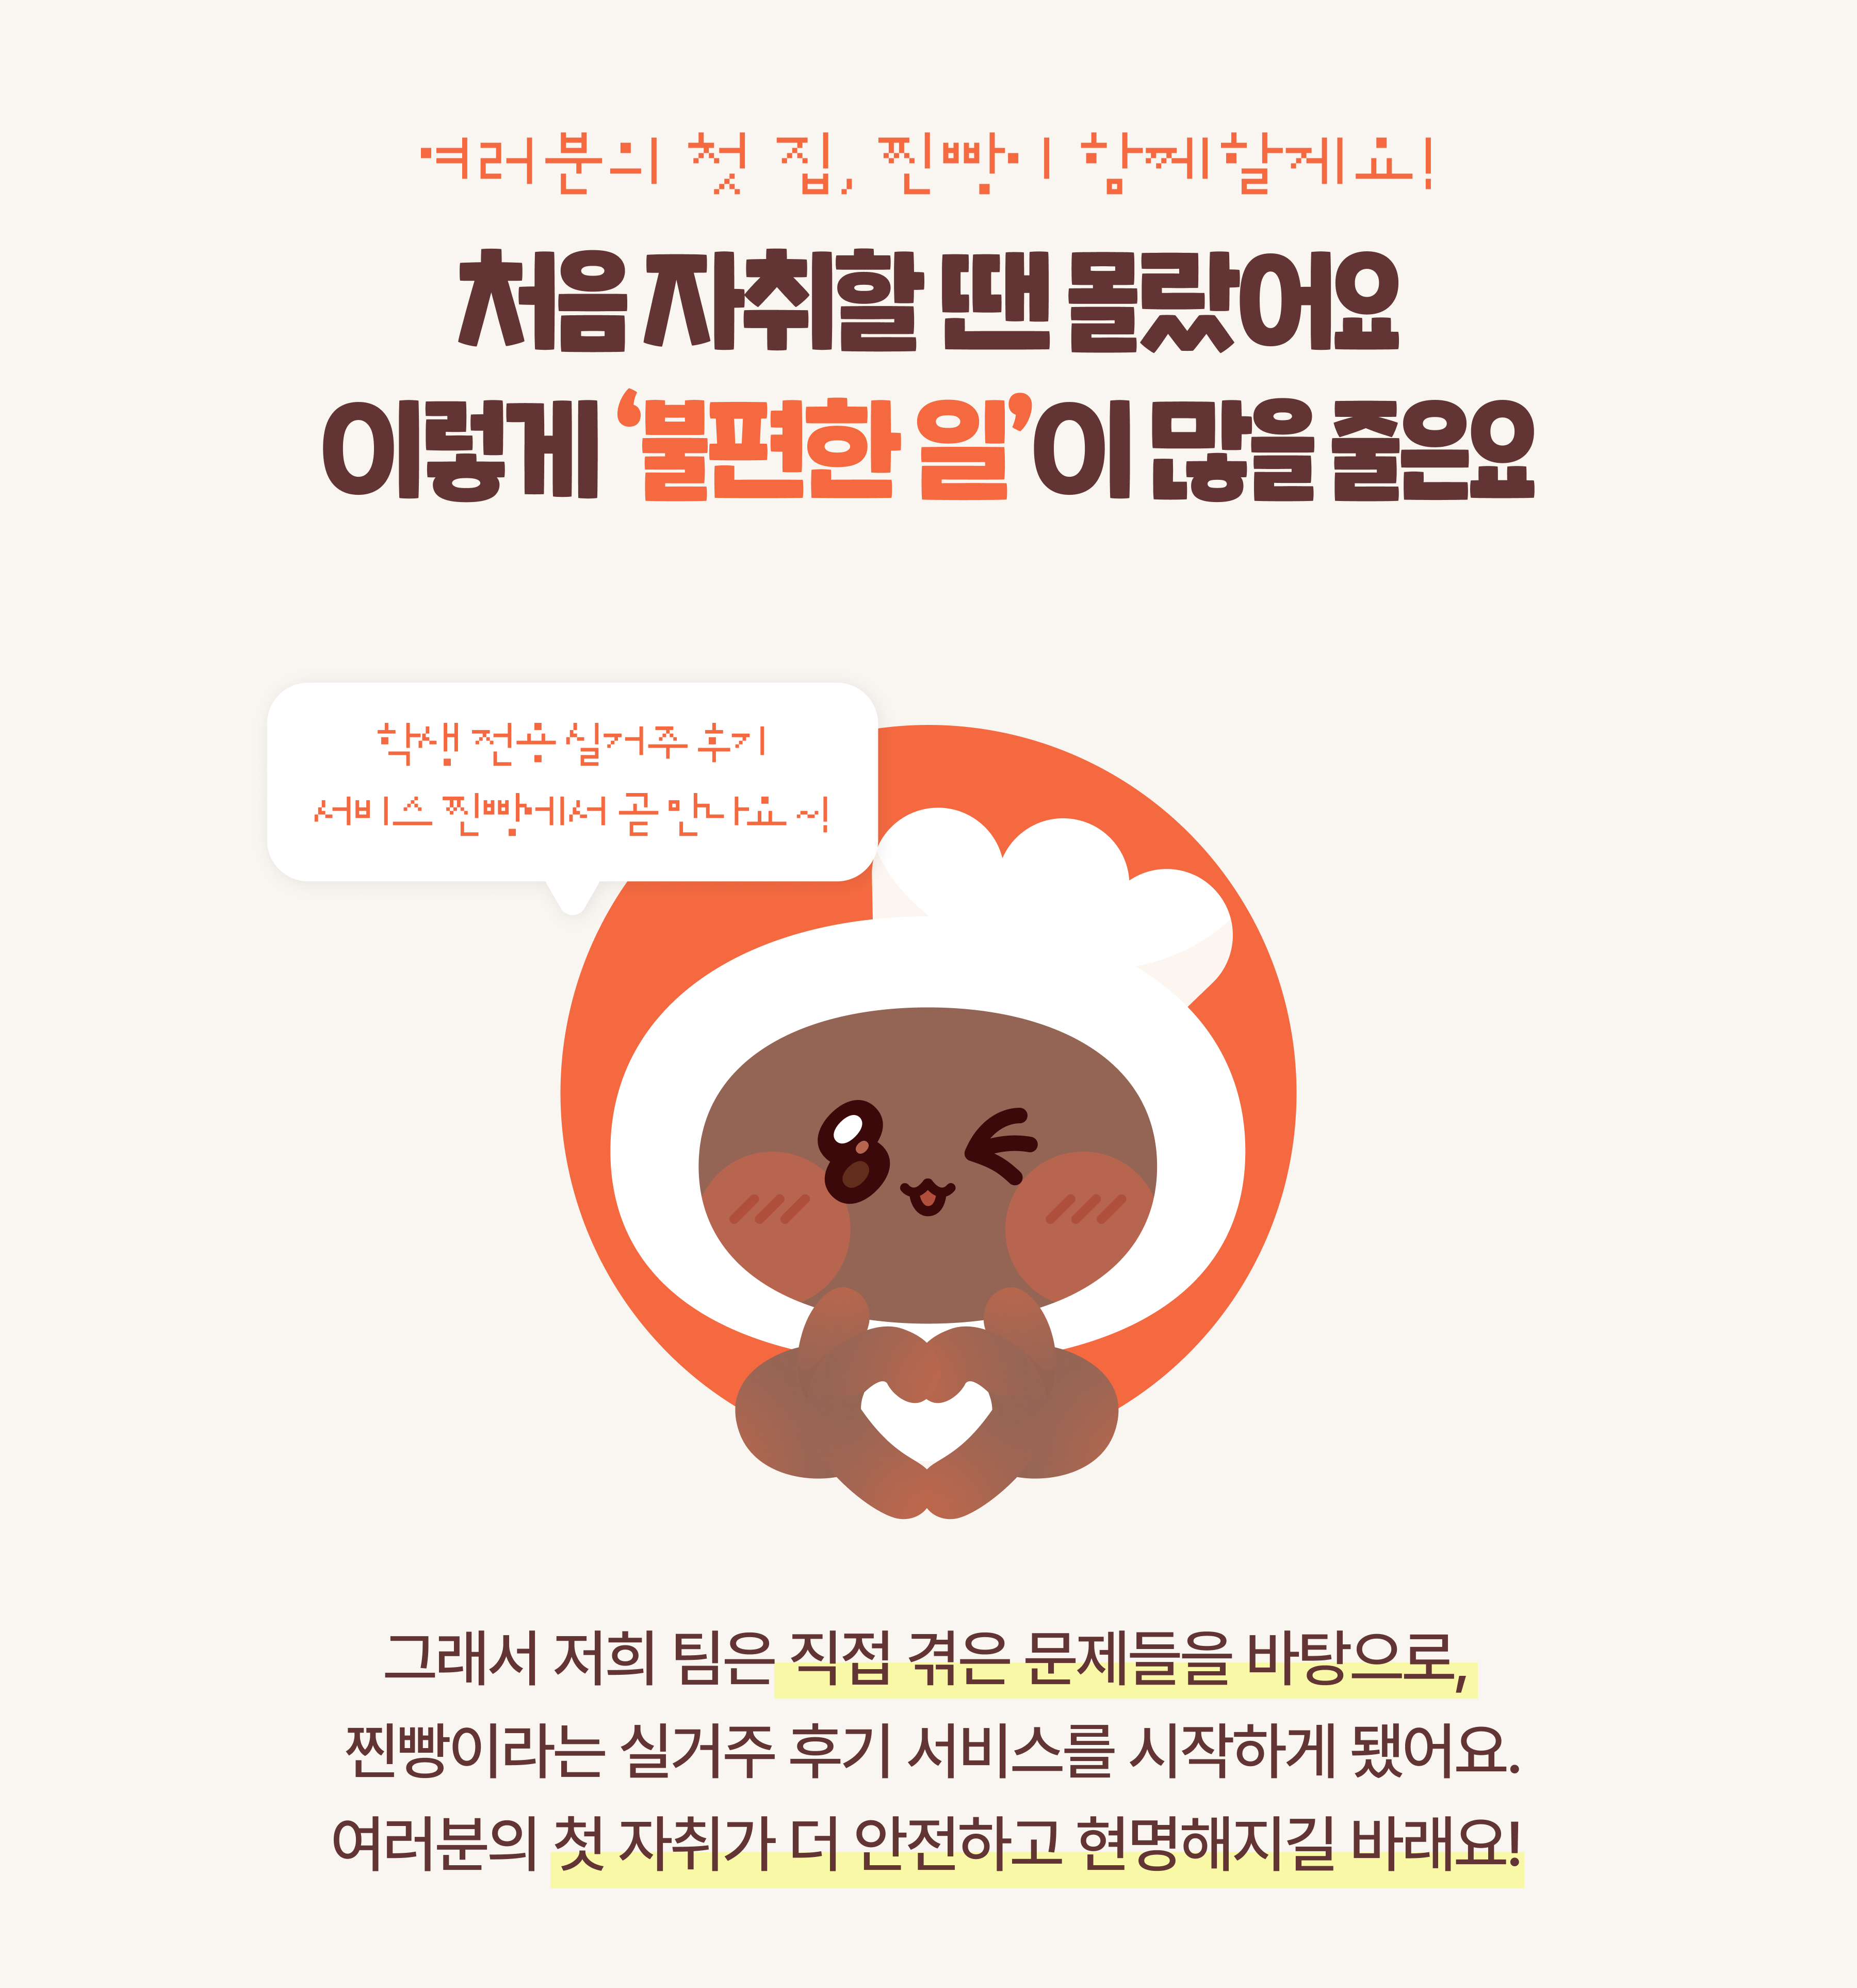 여러분의 첫 집, 찐빵이 함께할게요!
처음 자취할 땐 몰랐어요
이렇게 ‘불편한 일’이 많을 줄은요
학생 전용 실거주 후기
서비스 찐빵에서 곧 만나요 ~!
그래서 저희 팀은 직접 겪은 문제들을 바탕으로,
찐빵이라는 실거주 후기 서비스를 시작하게 됐어요.
여러분의 첫 자취가 더 안전하고 현명해지길 바래요!